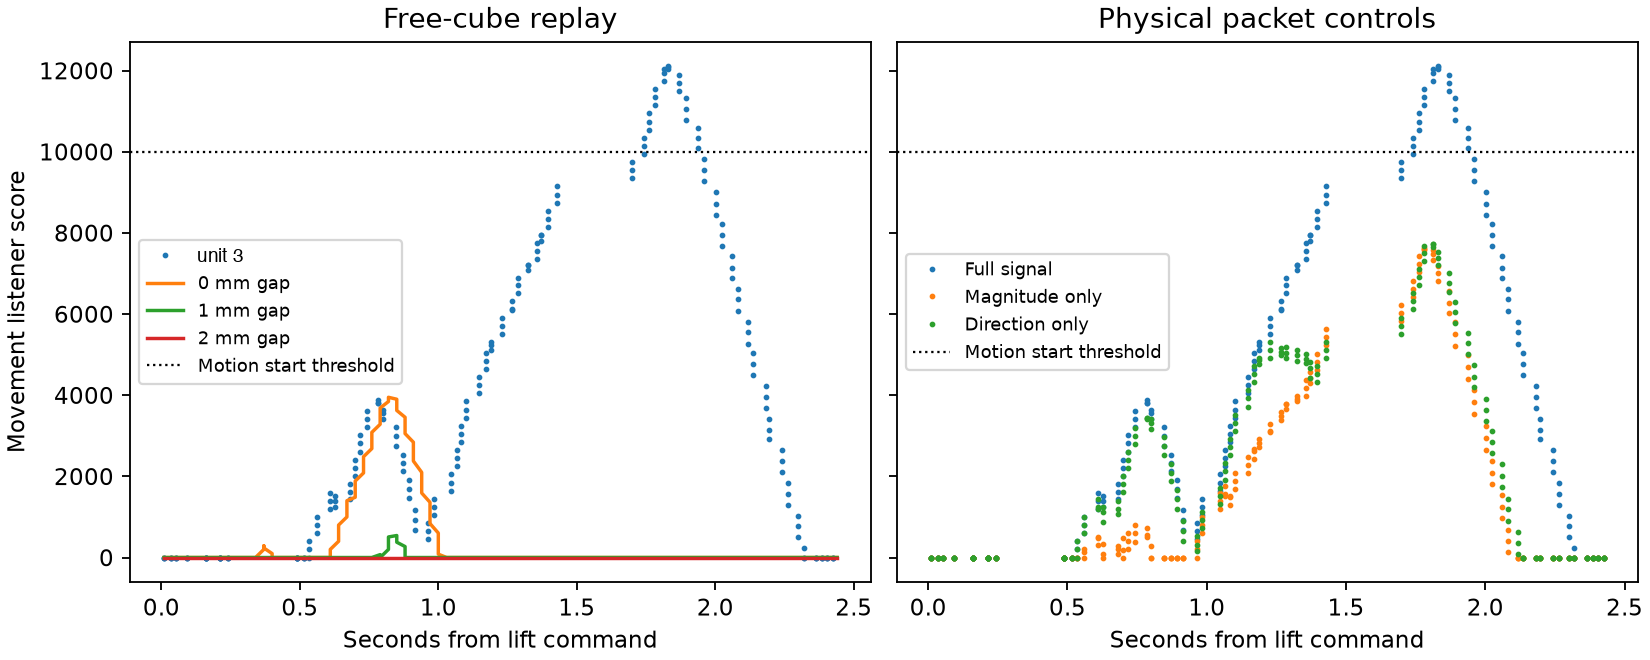 Free-cube replay
Physical packet controls
Movement listener score
12000
10000
8000
6000
4000
2000
0
unit 3
0 mm gap
1 mm gap
2 mm gap
Motion start threshold
Full signal
Magnitude only
Direction only
Motion start threshold
0.0 0.5 1.0 1.5 2.0 2.5
0.0 0.5 1.0 1.5 2.0 2.5
Seconds from lift command
Seconds from lift command